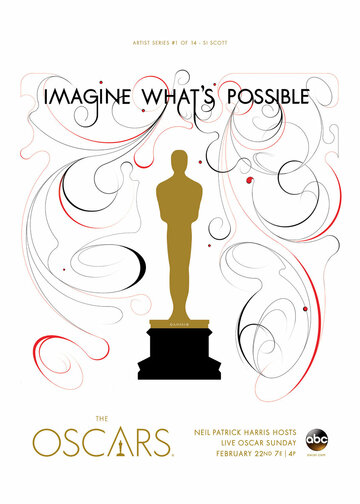 ARTIST SERIES #1 OF 14 - SI SCOTT
IMAGINE WHAT'S POSSIBLE
THE
OSCARS.
NEIL PATRICK HARRIS HOSTS
LIVE OSCAR SUNDAY
FEBRUARY 22ND 7E | 4P
abc